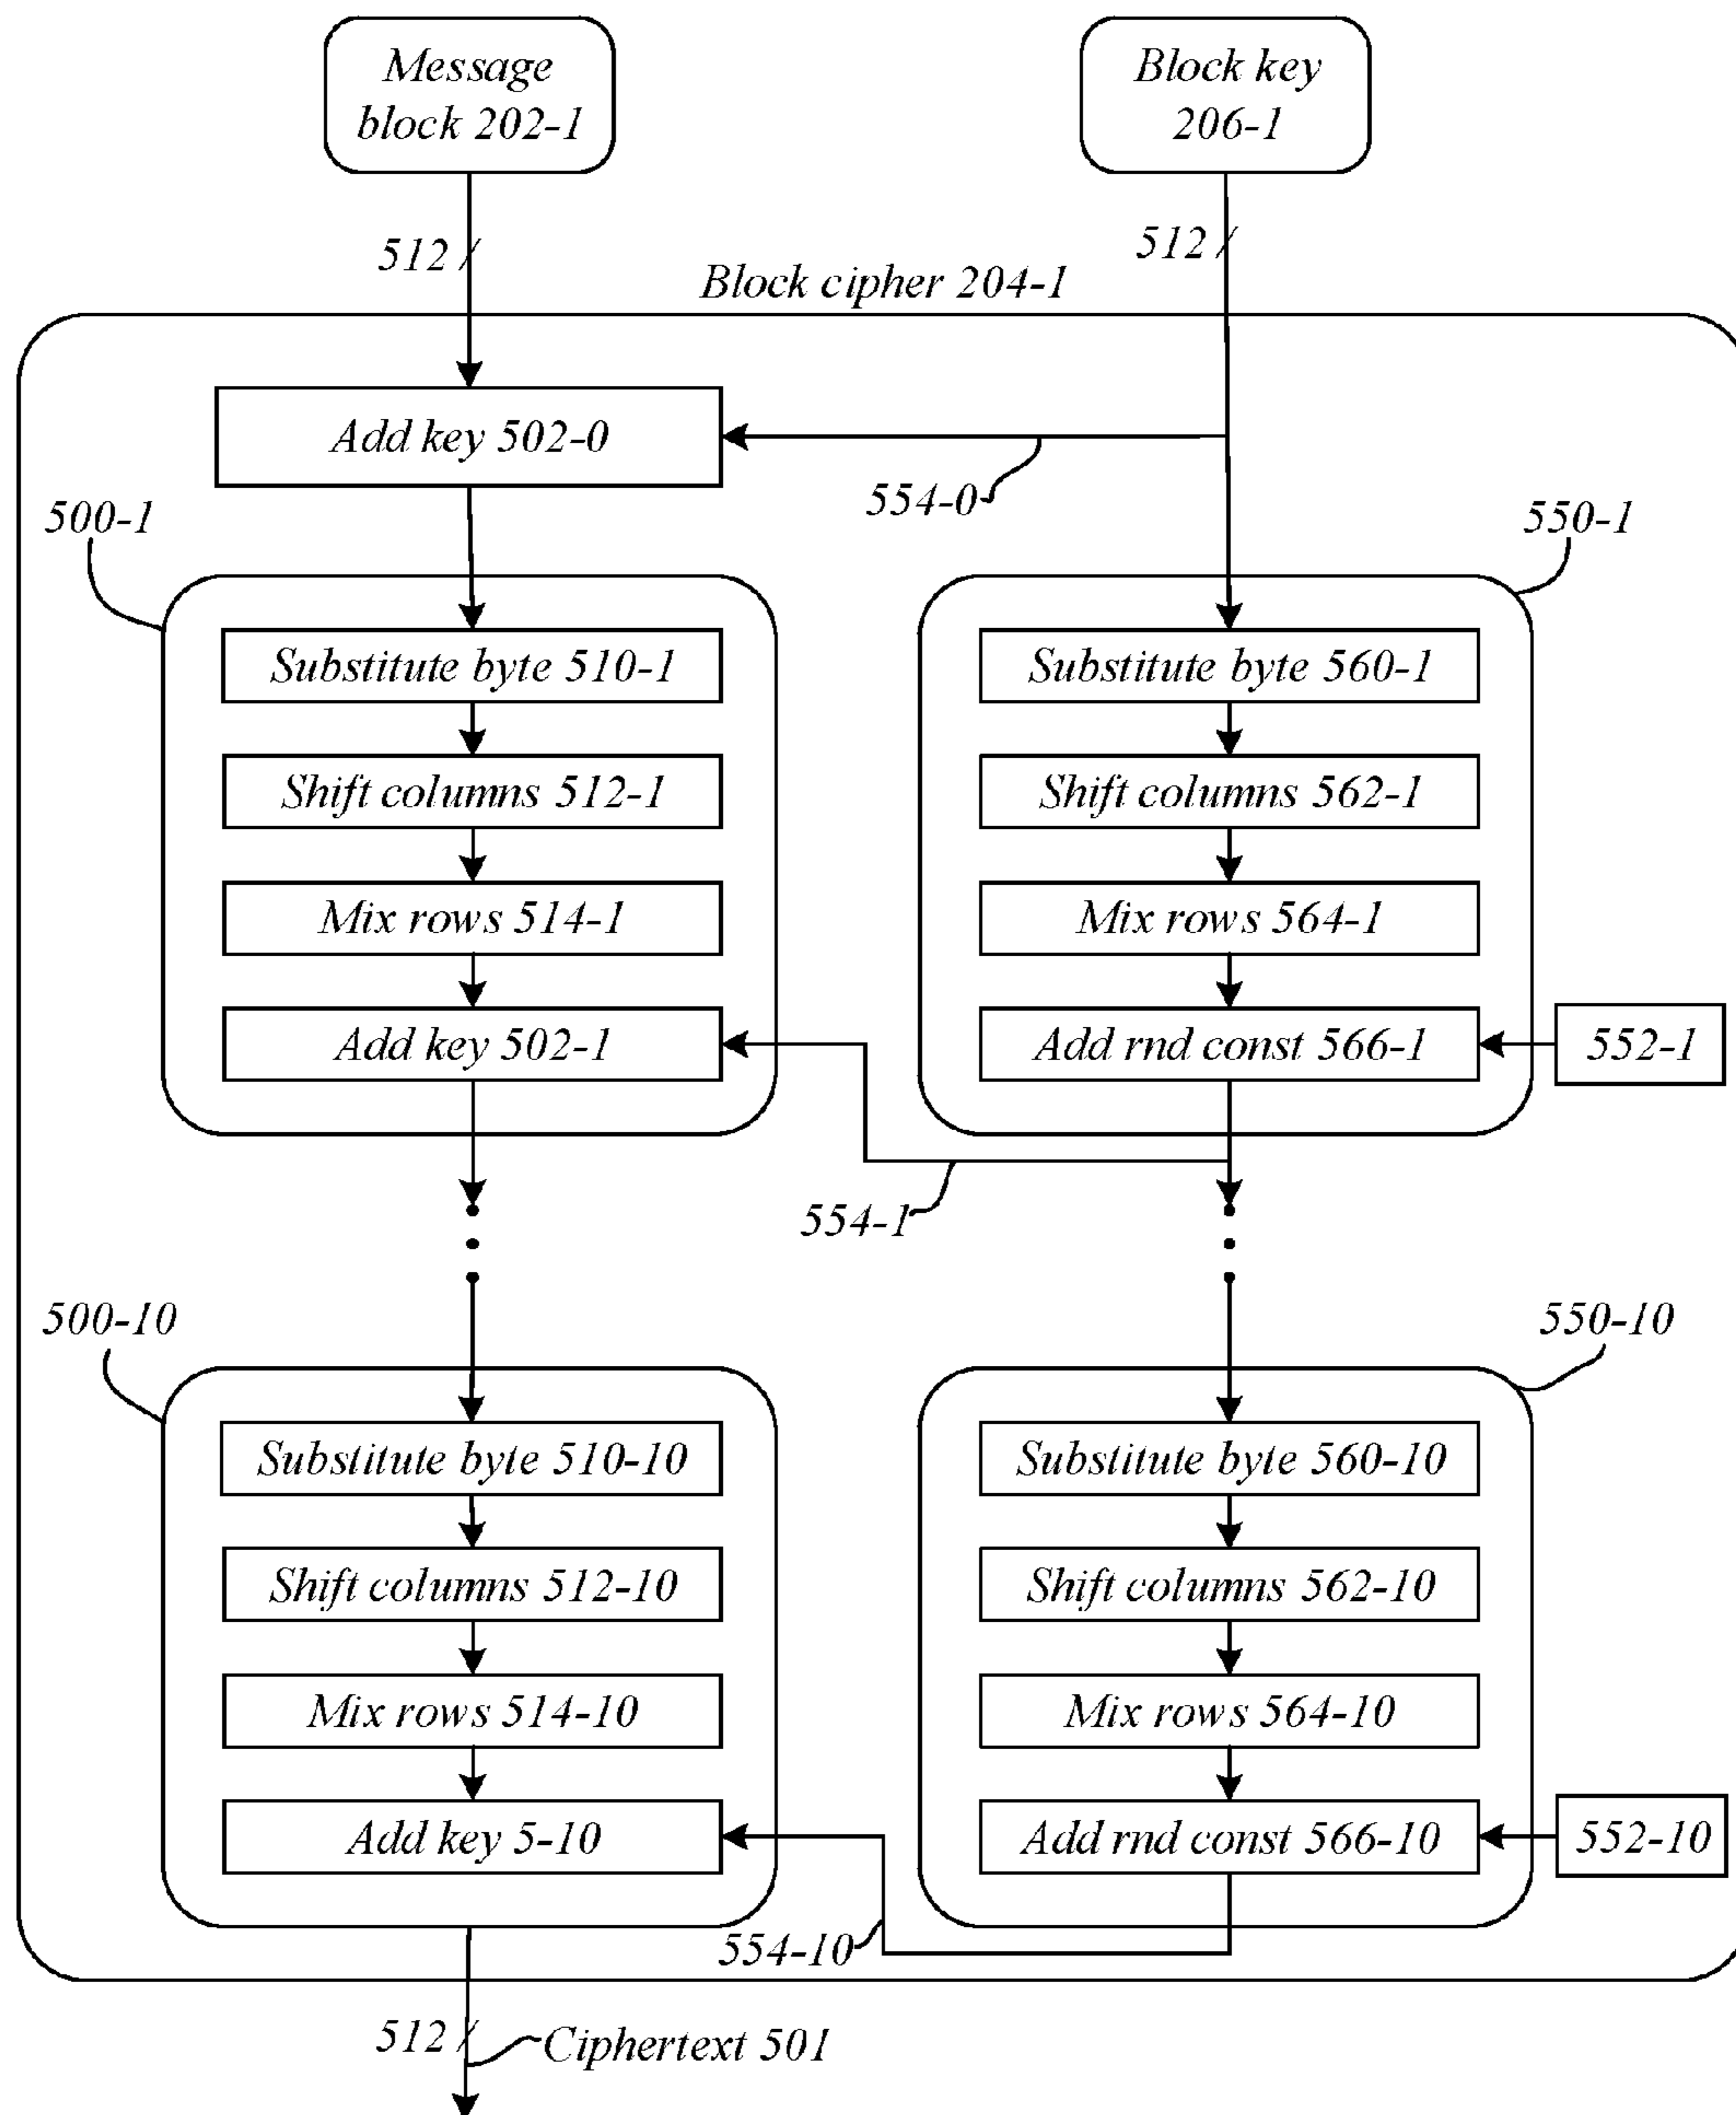 Message
block 202-1
Block key
206-1
512
512
Block cipher 204-1
Add key 502-0
554-0
500-1
550-1
Substitute byte 510-1
Substitute byte 560-1
Shift columns 512-1
Shift columns 562-1
Mix rows 514-1
Mix rows 564-1
Add key 502-1
Add rnd const 566-1
552-1
554-1
500-10
550-10
Substitute byte 510-10
Substitute byte 560-10
Shift columns 512-10
Shift columns 562-10
Mix rows 514-10
Mix rows 564-10
Add key 5-10
Add rnd const 566-10
552-10
554-10
512
Ciphertext 501